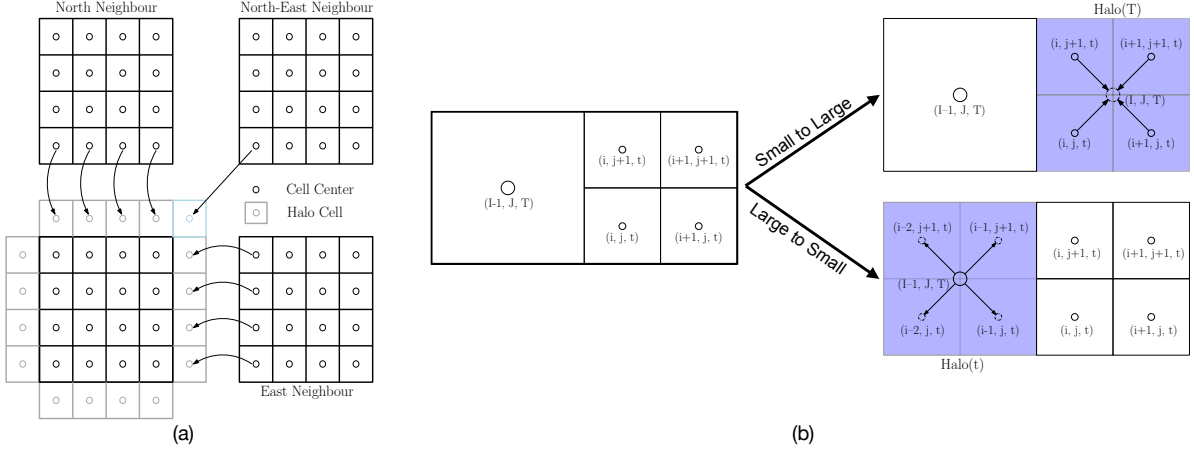 North Neighbour
North-East Neighbour
Cell Center
Halo Cell
East Neighbour
(a)
(I-1, J, T)
(i, j+1, t)
(i+1, j+1, t)
(i, j, t)
(i+1, j, t)
Small to Large
Large to Small
Halo(T)
(I–1, J, T)
(i, j+1, t)
(i+1, j+1, t)
(I, J, T)
(i, j, t)
(i+1, j, t)
(i–2, j+1, t)
(i–1, j+1, t)
(I–1, J, T)
(i–2, j, t)
(i-1, j, t)
Halo(t)
(i, j+1, t)
(i+1, j+1, t)
(i, j, t)
(i+1, j, t)
(b)